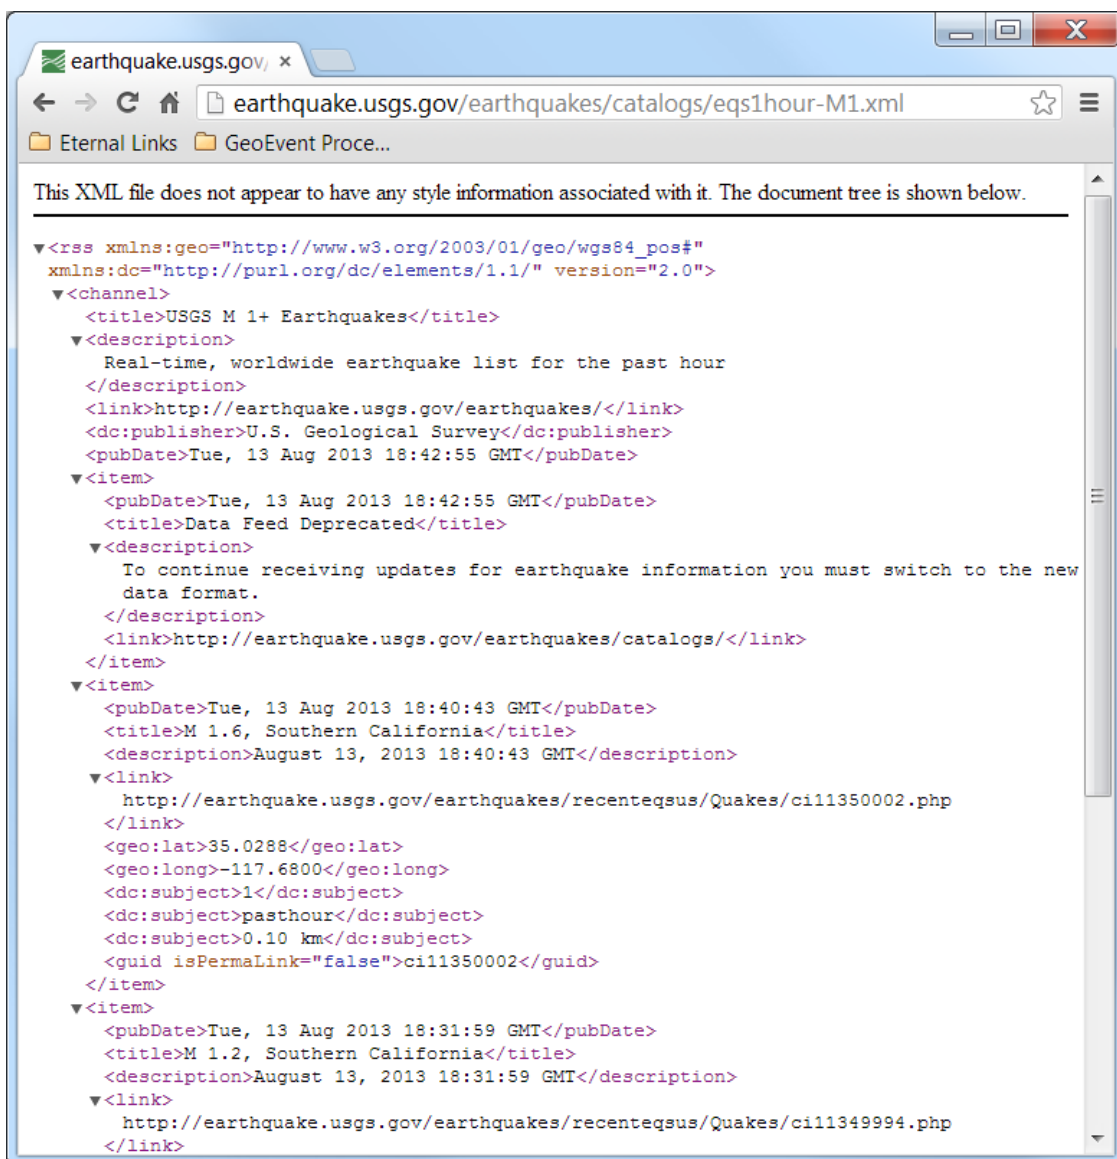 earthquake.usgs.gov/ ×
earthquake.usgs.gov/earthquakes/catalogs/eqs1hour-M1.xml
Eternal Links GeoEvent Proce...
This XML file does not appear to have any style information associated with it. The document tree is shown below.
▼<rss xmlns:geo="http://www.w3.org/2003/01/geo/wgs84_pos#"
xmlns:dc="http://purl.org/dc/elements/1.1/" version="2.0">
▼<channel>
<title>USGS M 1+ Earthquakes</title>
▼<description>
Real-time, worldwide earthquake list for the past hour
</description>
<link>http://earthquake.usgs.gov/earthquakes/</link>
<dc:publisher>U.S. Geological Survey</dc:publisher>
<pubDate>Tue, 13 Aug 2013 18:42:55 GMT</pubDate>
▼<item>
<pubDate>Tue, 13 Aug 2013 18:42:55 GMT</pubDate>
<title>Data Feed Deprecated</title>
▼<description>
To continue receiving updates for earthquake information you must switch to the new
data format.
</description>
<link>http://earthquake.usgs.gov/earthquakes/catalogs/</link>
</item>
▼<item>
<pubDate>Tue, 13 Aug 2013 18:40:43 GMT</pubDate>
<title>M 1.6, Southern California</title>
<description>August 13, 2013 18:40:43 GMT</description>
▼<link>
http://earthquake.usgs.gov/earthquakes/recenteqsus/Quakes/ci11350002.php
</link>
<geo:lat>35.0288</geo:lat>
<geo:long>-117.6800</geo:long>
<dc:subject>1</dc:subject>
<dc:subject>pasthour</dc:subject>
<dc:subject>0.10 km</dc:subject>
<guid isPermaLink="false">ci11350002</guid>
</item>
▼<item>
<pubDate>Tue, 13 Aug 2013 18:31:59 GMT</pubDate>
<title>M 1.2, Southern California</title>
<description>August 13, 2013 18:31:59 GMT</description>
▼<link>
http://earthquake.usgs.gov/earthquakes/recenteqsus/Quakes/ci11349994.php
</link>